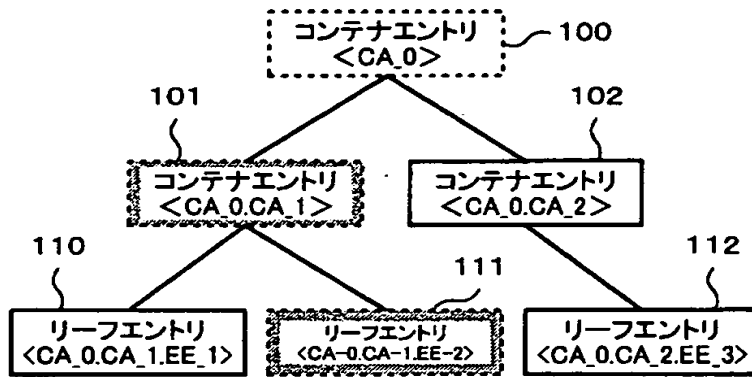 コンテナエントリ
<CA_0>
100
101
102
コンテナエントリ
<CA_0.CA_1>
コンテナエントリ
<CA_0.CA_2>
110
111
112
リーフエントリ
<CA_0.CA_1.EE_1>
リーフエントリ
<CA-0.CA-1.EE-2>
リーフエントリ
<CA_0.CA_2.EE_3>